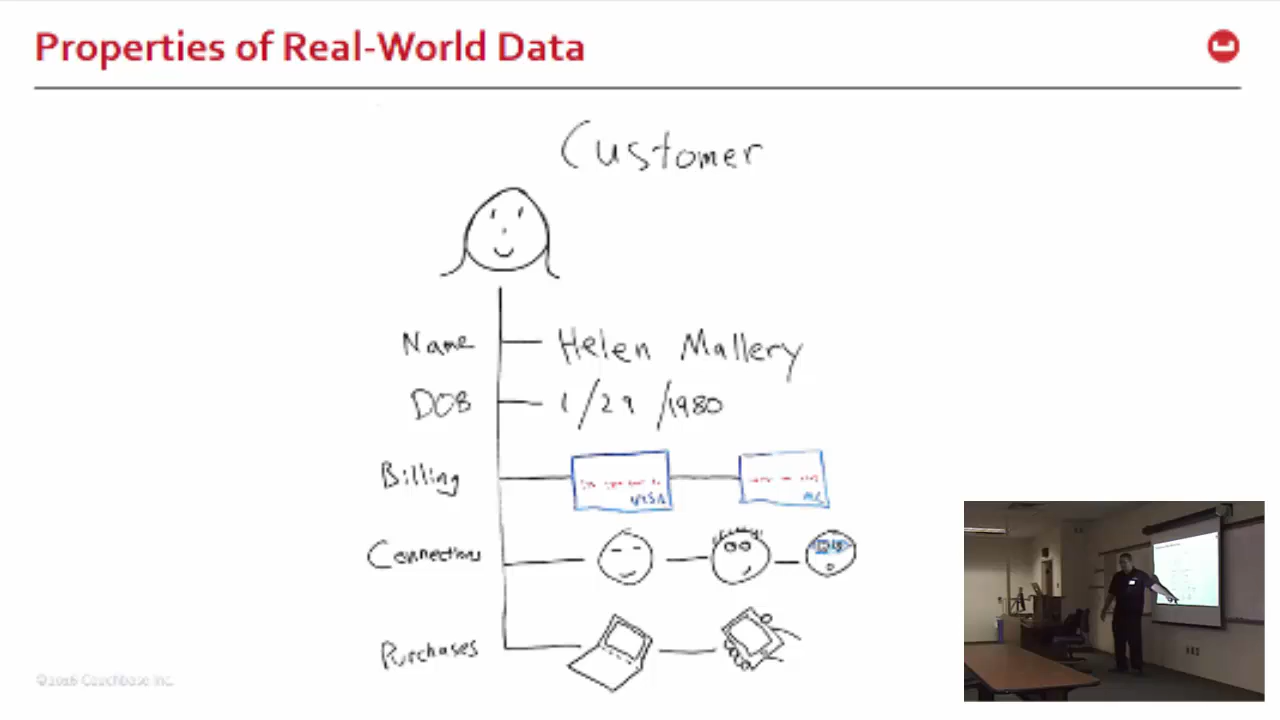 Properties of Real-World Data
Customer
Name Helen Mallery
DOB 1/29/1980
Billing VISA MC
Connections
Purchases
©2016 Couchbase Inc.